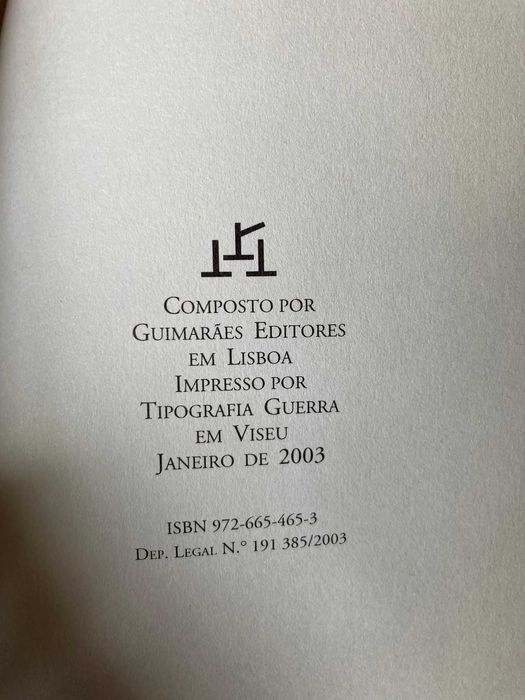 COMPOSTO POR
GUIMARÃES EDITORES
EM LISBOA
IMPRESSO POR
TIPOGRAFIA GUERRA
EM VISEU
JANEIRO DE 2003
ISBN 972-665-465-3
DEP. LEGAL N.° 191 385/2003